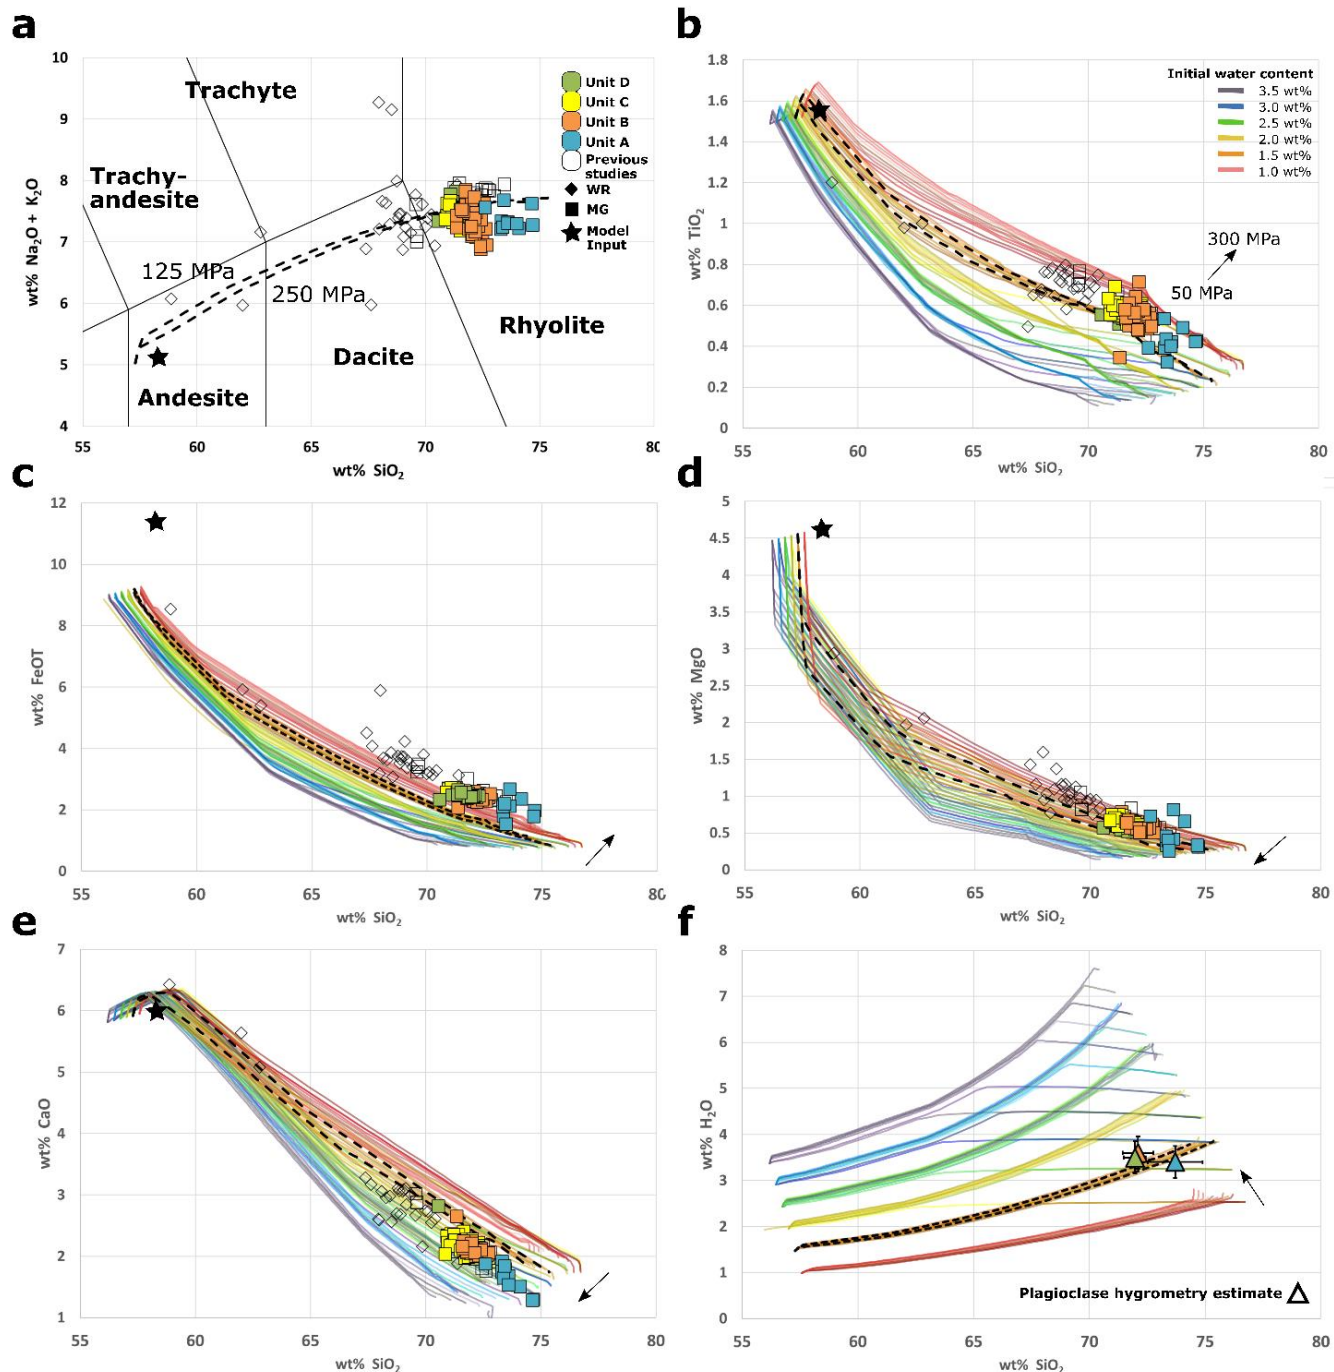 a
wt% Na₂O + K₂O
10
9
8
7
6
5
4
Trachyte
Trachy-
andesite
125 MPa
250 MPa
Rhyolite
Dacite
Andesite
Unit D
Unit C
Unit B
Unit A
Previous
studies
WR
MG
Model
Input
55 60 65 70 75 80
wt% SiO₂
b
wt% TiO₂
1.8
1.6
1.4
1.2
1
0.8
0.6
0.4
0.2
0
Initial water content
3.5 wt%
3.0 wt%
2.5 wt%
2.0 wt%
1.5 wt%
1.0 wt%
300 MPa
50 MPa
55 60 65 70 75 80
wt% SiO₂
c
wt% FeOT
12
10
8
6
4
2
0
55 60 65 70 75 80
wt% SiO₂
d
wt% MgO
5
4.5
4
3.5
3
2.5
2
1.5
1
0.5
0
55 60 65 70 75 80
wt% SiO₂
e
wt% CaO
7
6
5
4
3
2
1
55 60 65 70 75 80
wt% SiO₂
f
wt% H₂O
8
7
6
5
4
3
2
1
0
Plagioclase hygrometry estimate
55 60 65 70 75 80
wt% SiO₂